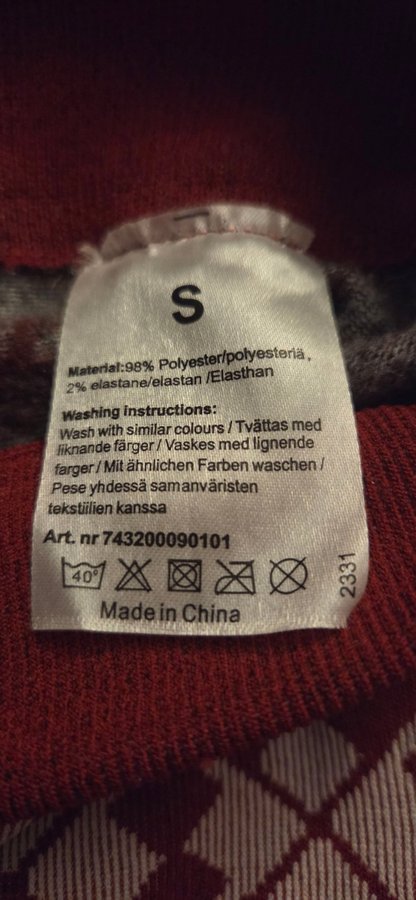 S
Material:98% Polyester/polyesteriä,
2% elastane/elastan /Elasthan
Washing instructions:
Wash with similar colours / Tvättas med
liknande färger / Vaskes med lignende
farger / Mit ähnlichen Farben waschen /
Pese yhdessä samanväristen
tekstiilien kanssa
Art. nr 743200090101
40°
Made in China
2331